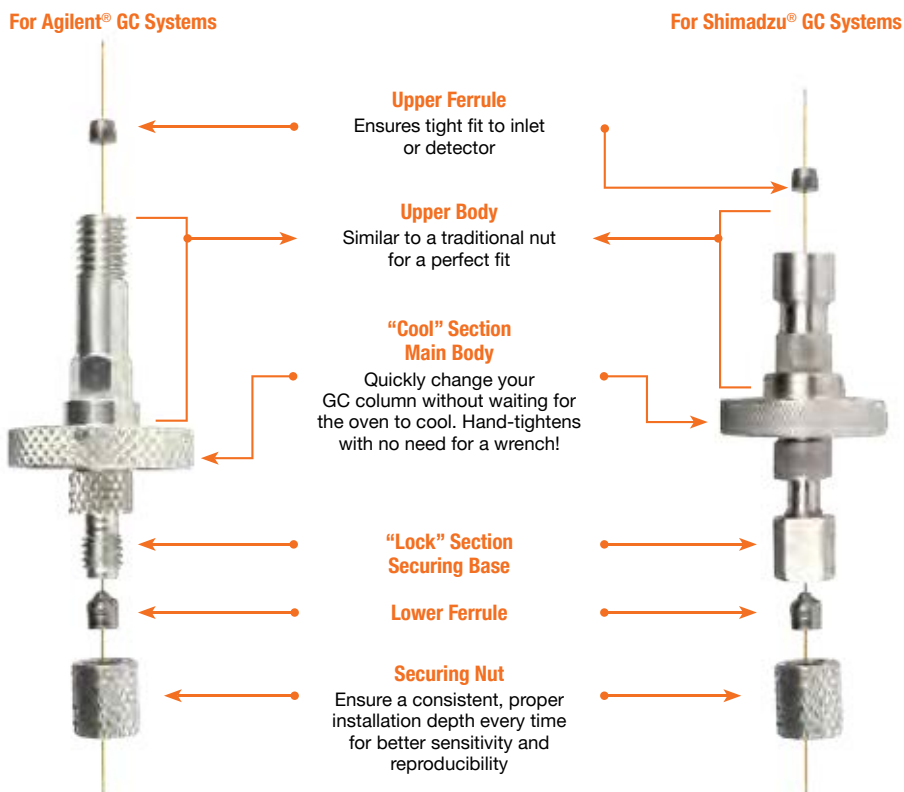 For Agilent® GC Systems
For Shimadzu® GC Systems
Upper Ferrule
Ensures tight fit to inlet
or detector
Upper Body
Similar to a traditional nut
for a perfect fit
“Cool” Section
Main Body
Quickly change your
GC column without waiting for
the oven to cool. Hand-tightens
with no need for a wrench!
“Lock” Section
Securing Base
Lower Ferrule
Securing Nut
Ensure a consistent, proper
installation depth every time
for better sensitivity and
reproducibility